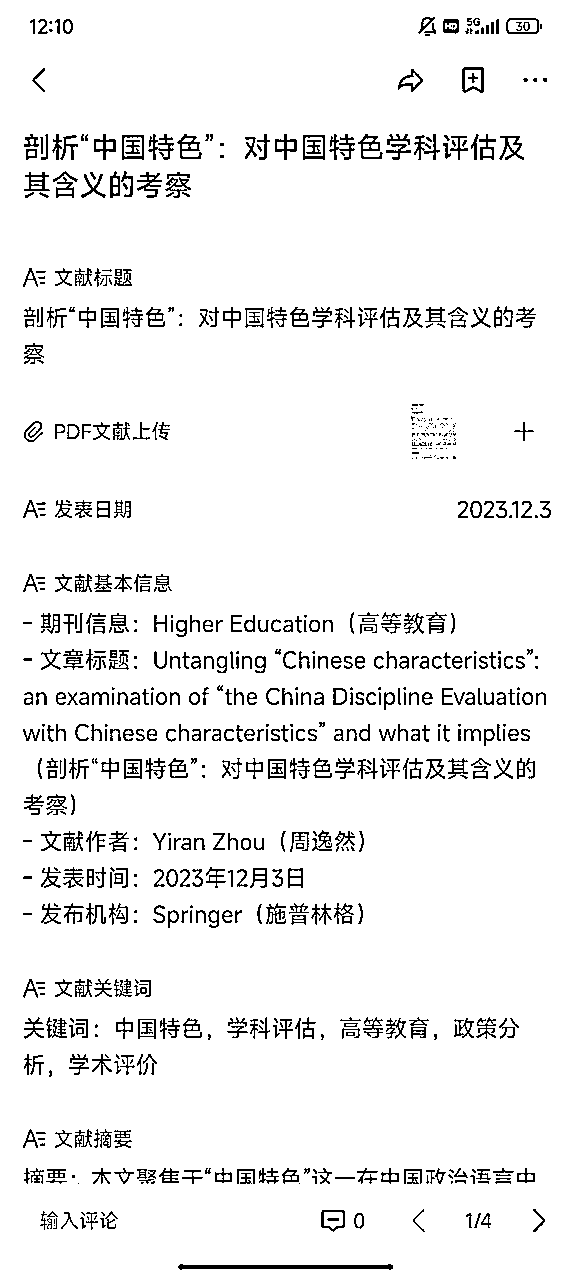 12:10
HD 5G 30
剖析“中国特色”：对中国特色学科评估及
其含义的考察
文献标题
剖析“中国特色”：对中国特色学科评估及其含义的考
察
PDF文献上传
发表日期 2023.12.3
文献基本信息
- 期刊信息：Higher Education（高等教育）
- 文章标题：Untangling “Chinese characteristics”:
an examination of “the China Discipline Evaluation
with Chinese characteristics” and what it implies
（剖析“中国特色”：对中国特色学科评估及其含义的
考察）
- 文献作者：Yiran Zhou（周逸然）
- 发表时间：2023年12月3日
- 发布机构：Springer（施普林格）
文献关键词
关键词：中国特色，学科评估，高等教育，政策分
析，学术评价
文献摘要
摘要：本文聚焦于“中国特色”这一在中国政治语言中
输入评论 0 1/4